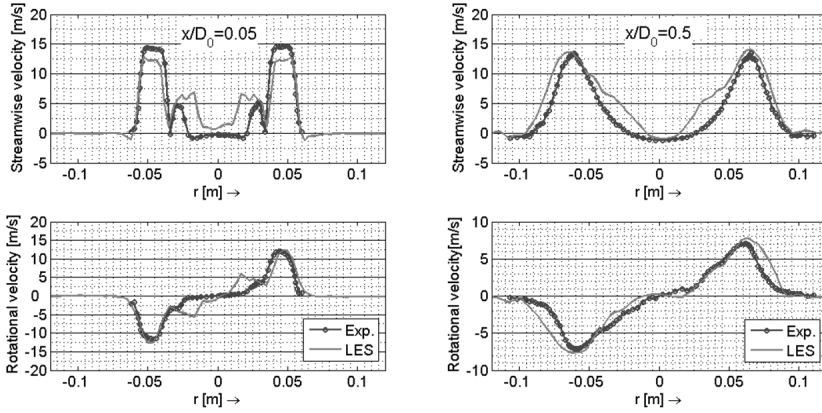 20
15
10
5
0
-5
Streamwise velocity [m/s]
x/D0=0.05
-0.1 -0.05 0 0.05 0.1
r [m] →
20
15
10
5
0
-5
Streamwise velocity [m/s]
x/D0=0.5
-0.1 -0.05 0 0.05 0.1
r [m] →
20
15
10
5
0
-5
-10
-15
-20
Rotational velocity [m/s]
Exp.
LES
-0.1 -0.05 0 0.05 0.1
r [m] →
10
5
0
-5
-10
Rotational velocity[m/s]
Exp.
LES
-0.1 -0.05 0 0.05 0.1
r [m] →